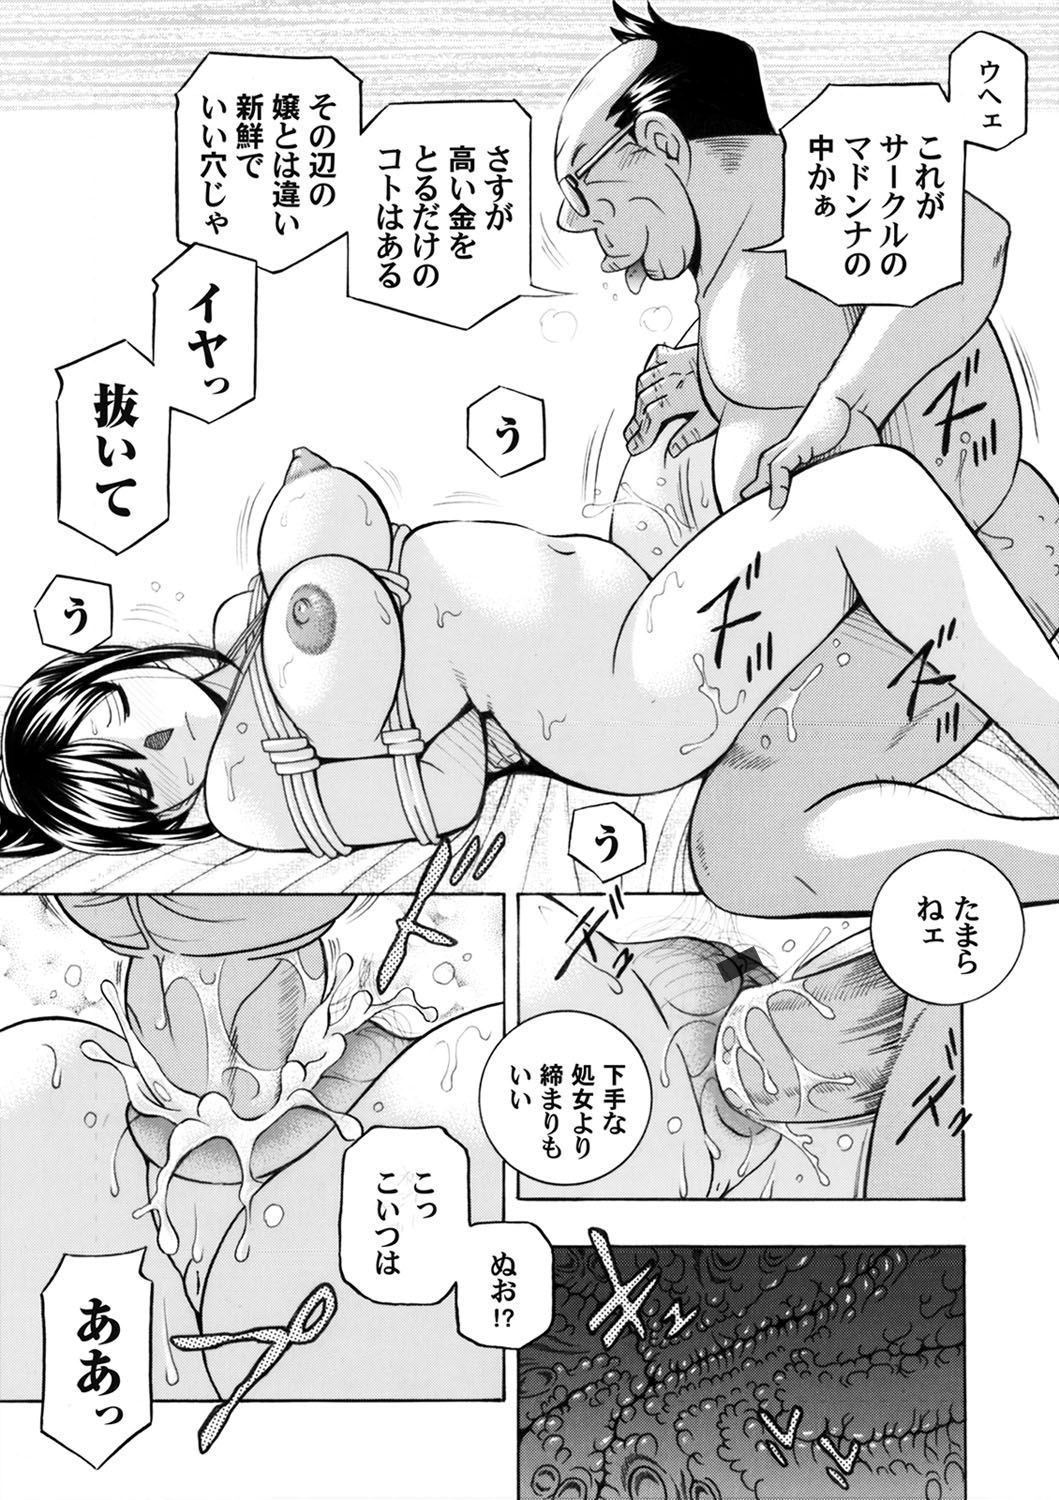 ウヘェ
これが
サークルの
マドンナの
中かぁ
さすが
高い金を
とるだけの
コトはある
その辺の
嬢とは違い
新鮮で
いい穴じゃ
イヤっ
抜いて
う
う
う
ズ
ズ
ズ
たまら
ねェ
下手な
処女より
締まりも
いい
ぬお!?
こっ
こいつは
ああっ